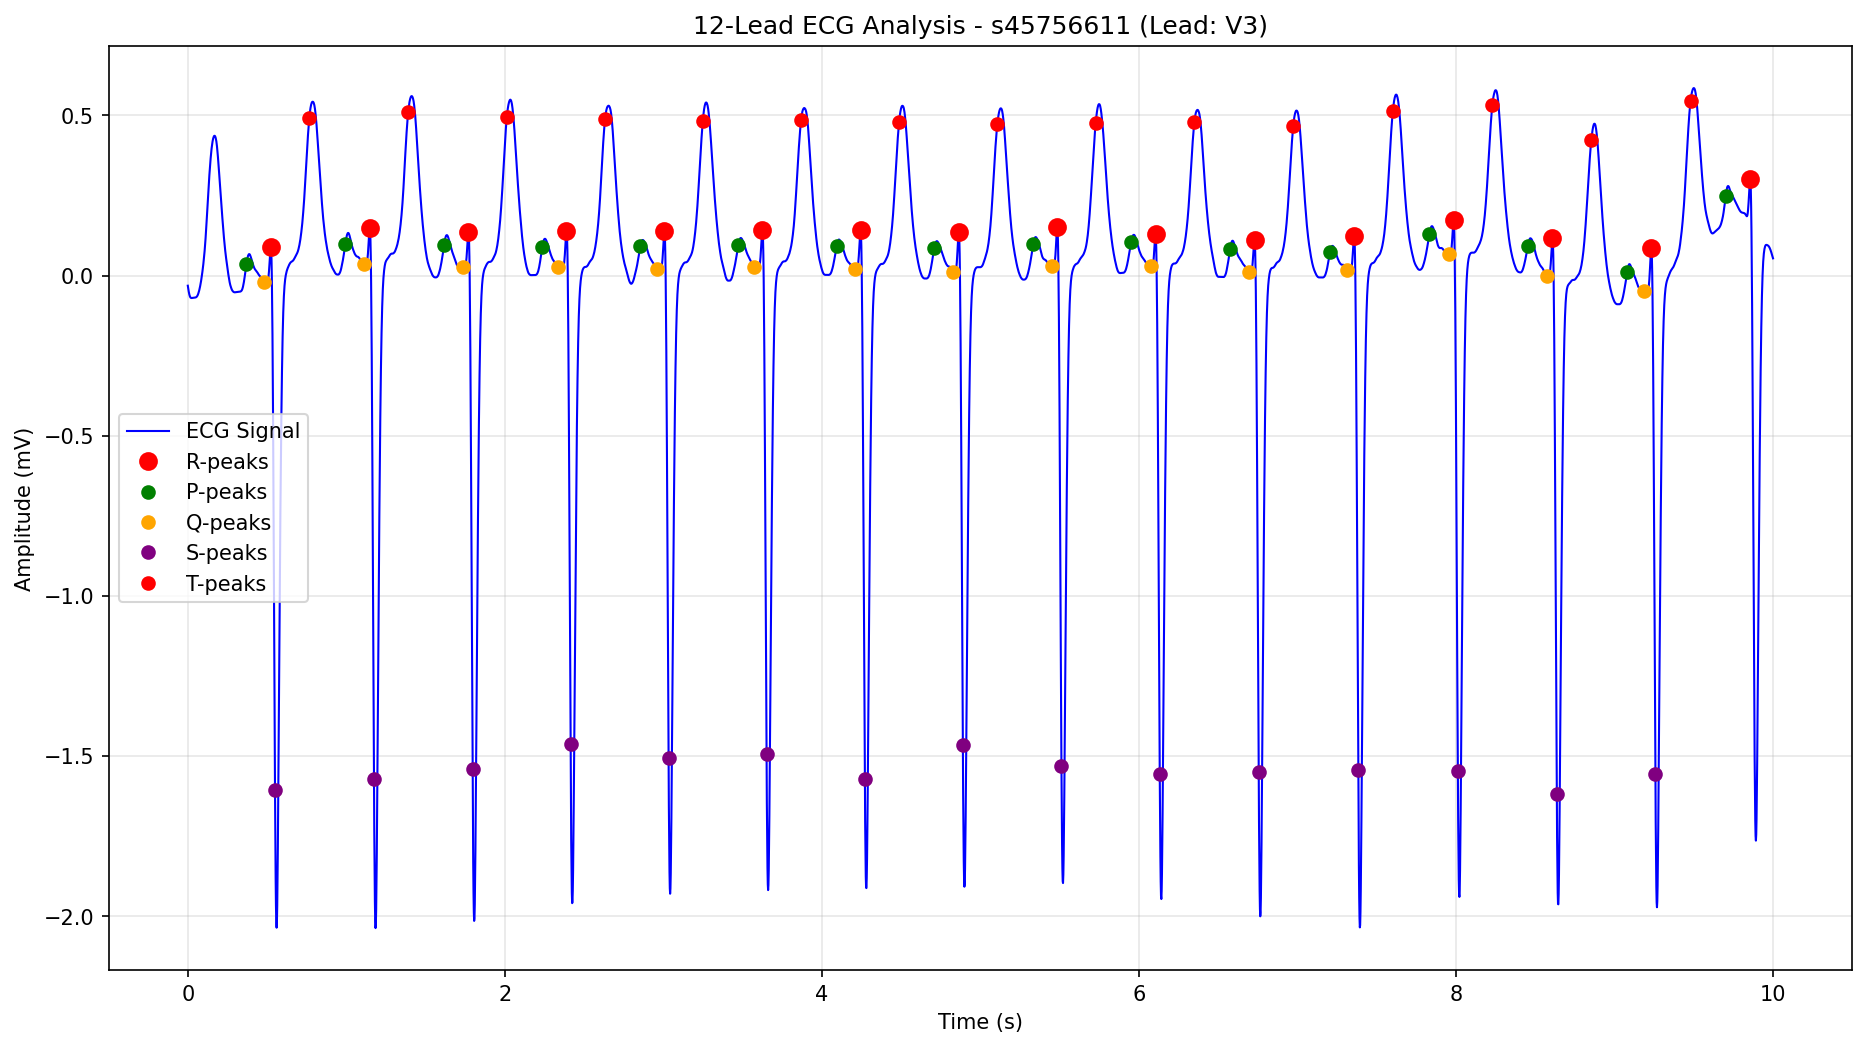 12-Lead ECG Analysis - s45756611 (Lead: V3)
Amplitude (mV)
0.5
0.0
−0.5
−1.0
−1.5
−2.0
ECG Signal
R-peaks
P-peaks
Q-peaks
S-peaks
T-peaks
0 2 4 6 8 10
Time (s)